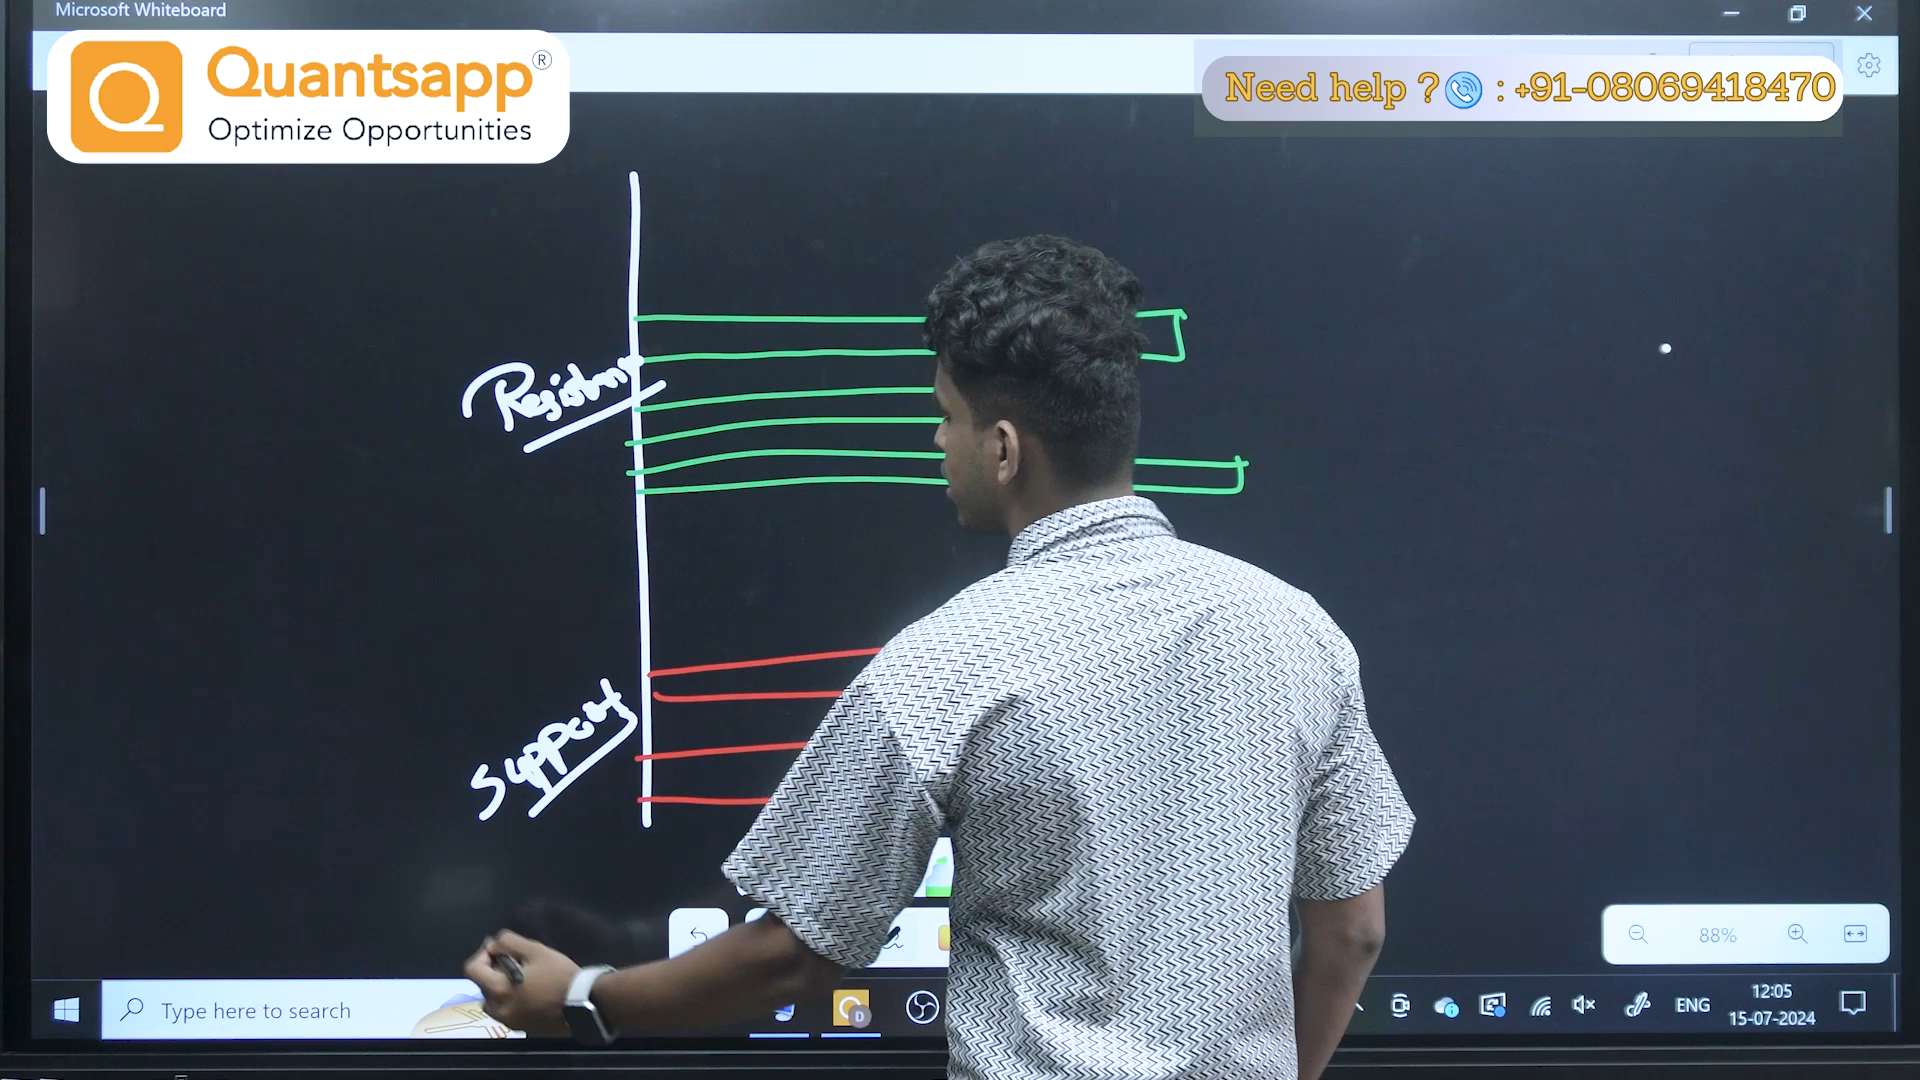 Microsoft Whiteboard
Quantsapp®
Optimize Opportunities
Need help ? : +91-08069418470
Resistance
Support
88%
Type here to search
D
ENG
12:05
15-07-2024